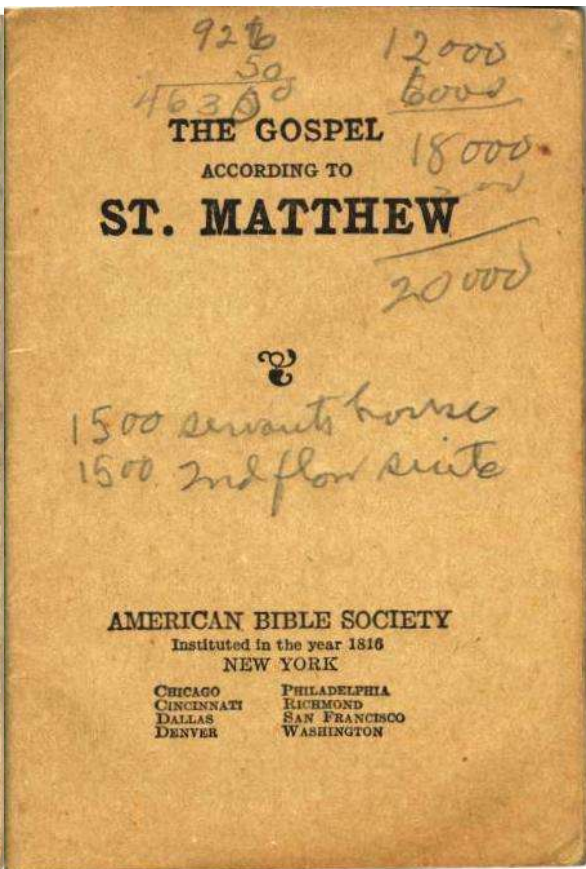 926
50
46300
12000
6000
18000
20000
THE GOSPEL
ACCORDING TO
ST. MATTHEW
1500 servants house
1500 2nd floor suite
AMERICAN BIBLE SOCIETY
Instituted in the year 1816
NEW YORK
CHICAGO
CINCINNATI
DALLAS
DENVER
PHILADELPHIA
RICHMOND
SAN FRANCISCO
WASHINGTON